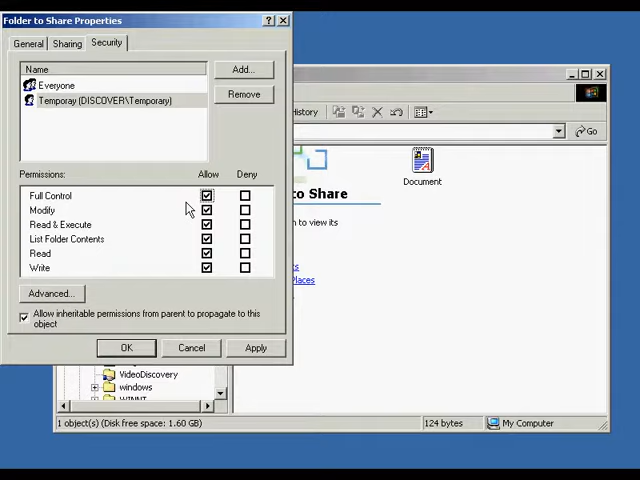 Folder to Share Properties
General Sharing Security
Name
Everyone
Temporay (DISCOVER\Temporary)
Add...
Remove
Permissions: Allow Deny
Full Control
Modify
Read & Execute
List Folder Contents
Read
Write
Advanced...
Allow inheritable permissions from parent to propagate to this
object
OK Cancel Apply
History
Go
to Share
n to view its
Places
Document
VideoDiscovery
windows
WINNT
1 object(s) (Disk free space: 1.60 GB) 124 bytes My Computer